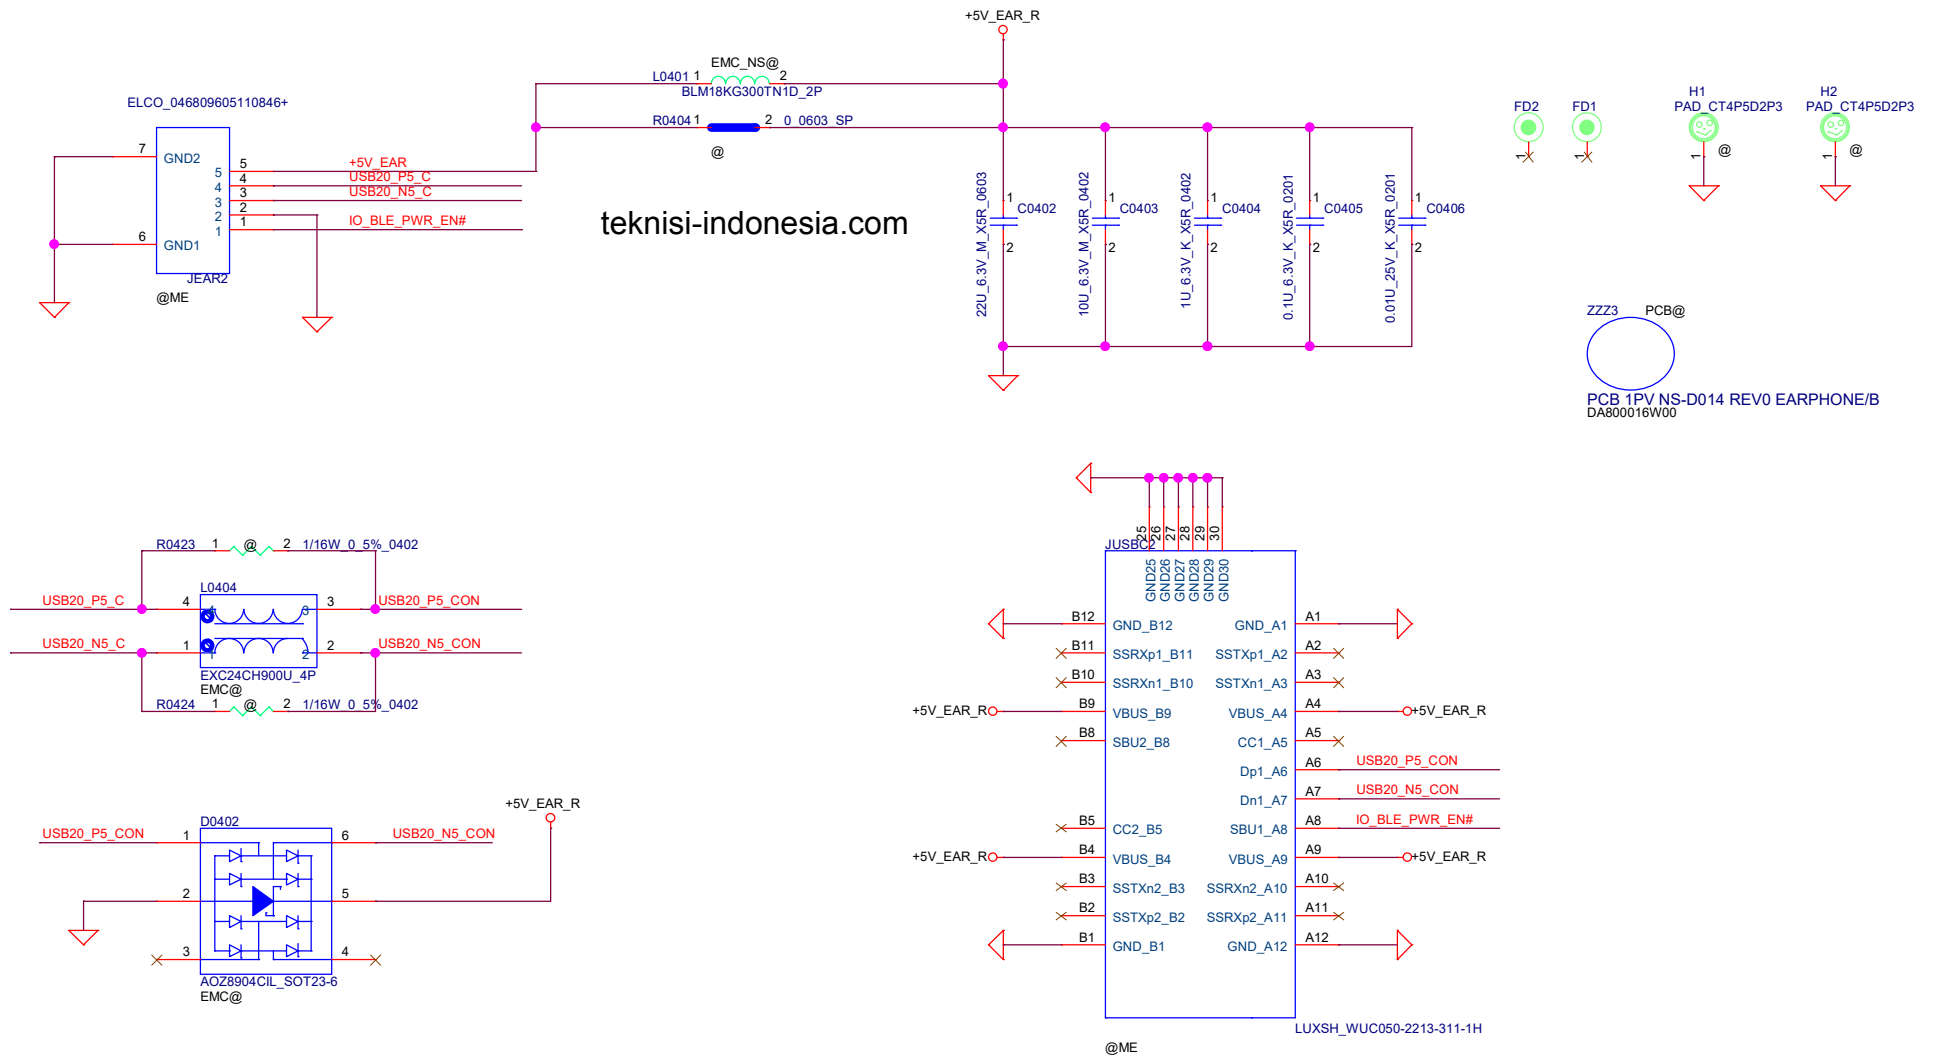 +5V_EAR_R
EMC_NS@
L0401 1 2
BLM18KG300TN1D_2P
R0404 1 2 0_0603_SP
@
ELCO_046809605110846+
7 GND2
6 GND1
5 5 +5V_EAR
4 4 USB20_P5_C
3 3 USB20_N5_C
2 2
1 1 IO_BLE_PWR_EN#
JEAR2
@ME
teknisi-indonesia.com
22U_6.3V_M_X5R_0603
1 C0402
2
10U_6.3V_M_X5R_0402
1 C0403
2
1U_6.3V_K_X5R_0402
1 C0404
2
0.1U_6.3V_K_X5R_0201
1 C0405
2
0.01U_25V_K_X5R_0201
1 C0406
2
FD2
1
FD1
1
H1
PAD_CT4P5D2P3
@
1
H2
PAD_CT4P5D2P3
@
1
ZZZ3 PCB@
PCB 1PV NS-D014 REV0 EARPHONE/B
DA800016W00
R0423 1 @ 2 1/16W_0_5%_0402
L0404
USB20_P5_C 4 4 3 3 USB20_P5_CON
USB20_N5_C 1 1 2 2 USB20_N5_CON
EXC24CH900U_4P
EMC@
R0424 1 @ 2 1/16W_0_5%_0402
+5V_EAR_R
D0402
USB20_P5_CON 1 6 USB20_N5_CON
2 5
3 4
AOZ8904CIL_SOT23-6
EMC@
JUSBC2
25 26 27 28 29 30
GND25 GND26 GND27 GND28 GND29 GND30
B12 GND_B12 GND_A1 A1
B11 SSRXp1_B11 SSTXp1_A2 A2
B10 SSRXn1_B10 SSTXn1_A3 A3
+5V_EAR_R B9 VBUS_B9 VBUS_A4 A4 +5V_EAR_R
B8 SBU2_B8 CC1_A5 A5
Dp1_A6 A6 USB20_P5_CON
Dn1_A7 A7 USB20_N5_CON
B5 CC2_B5 SBU1_A8 A8 IO_BLE_PWR_EN#
+5V_EAR_R B4 VBUS_B4 VBUS_A9 A9 +5V_EAR_R
B3 SSTXn2_B3 SSRXn2_A10 A10
B2 SSTXp2_B2 SSRXp2_A11 A11
B1 GND_B1 GND_A12 A12
LUXSH_WUC050-2213-311-1H
@ME